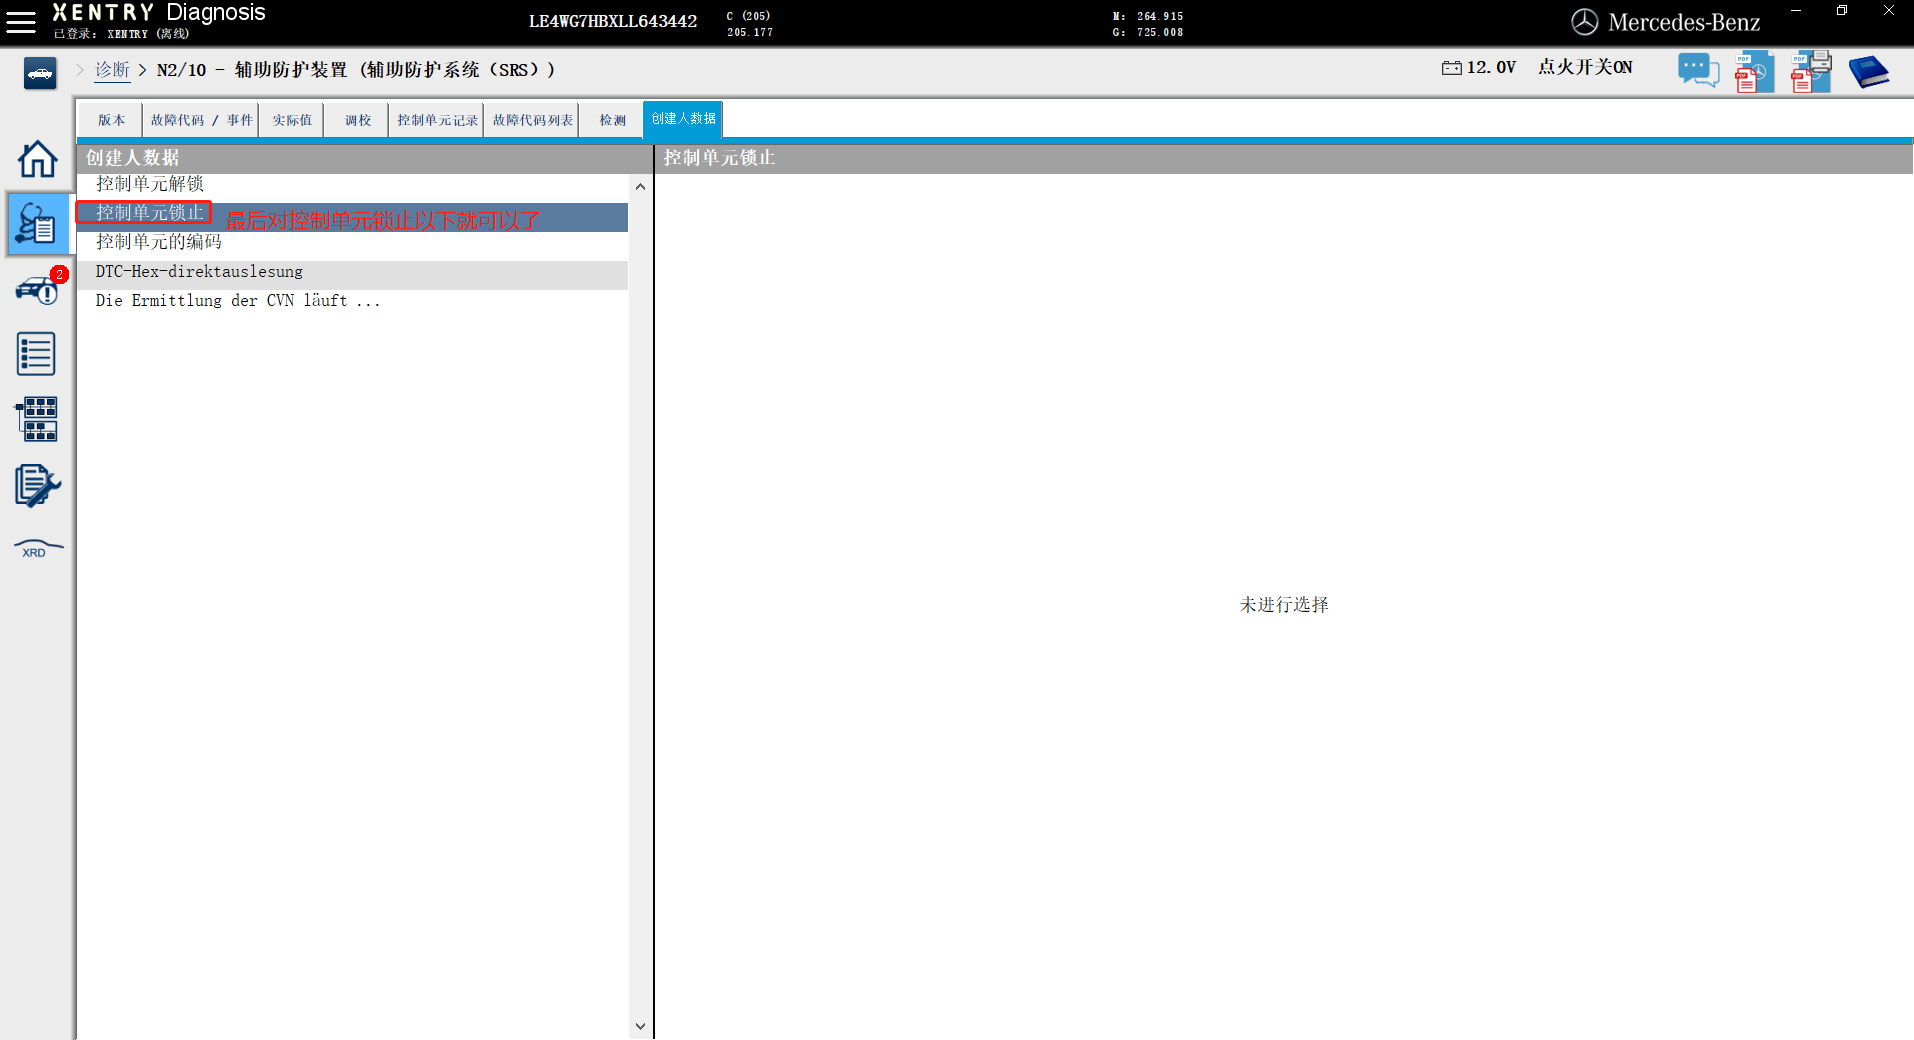 XENTRY Diagnosis
已登录: XENTRY (离线)
LE4WG7HBXLL643442
C (205)
205.177
M: 264.915
G: 725.008
Mercedes-Benz
诊断 > N2/10 - 辅助防护装置 (辅助防护系统（SRS）)
12.0V 点火开关ON
PDF
PDF
PDF
PDF
版本
故障代码 / 事件
实际值
调校
控制单元记录
故障代码列表
检测
创建人数据
创建人数据
控制单元锁止
控制单元解锁
控制单元锁止
最后对控制单元锁止以下就可以了
控制单元的编码
DTC-Hex-direktauslesung
Die Ermittlung der CVN läuft ...
2
XRD
未进行选择